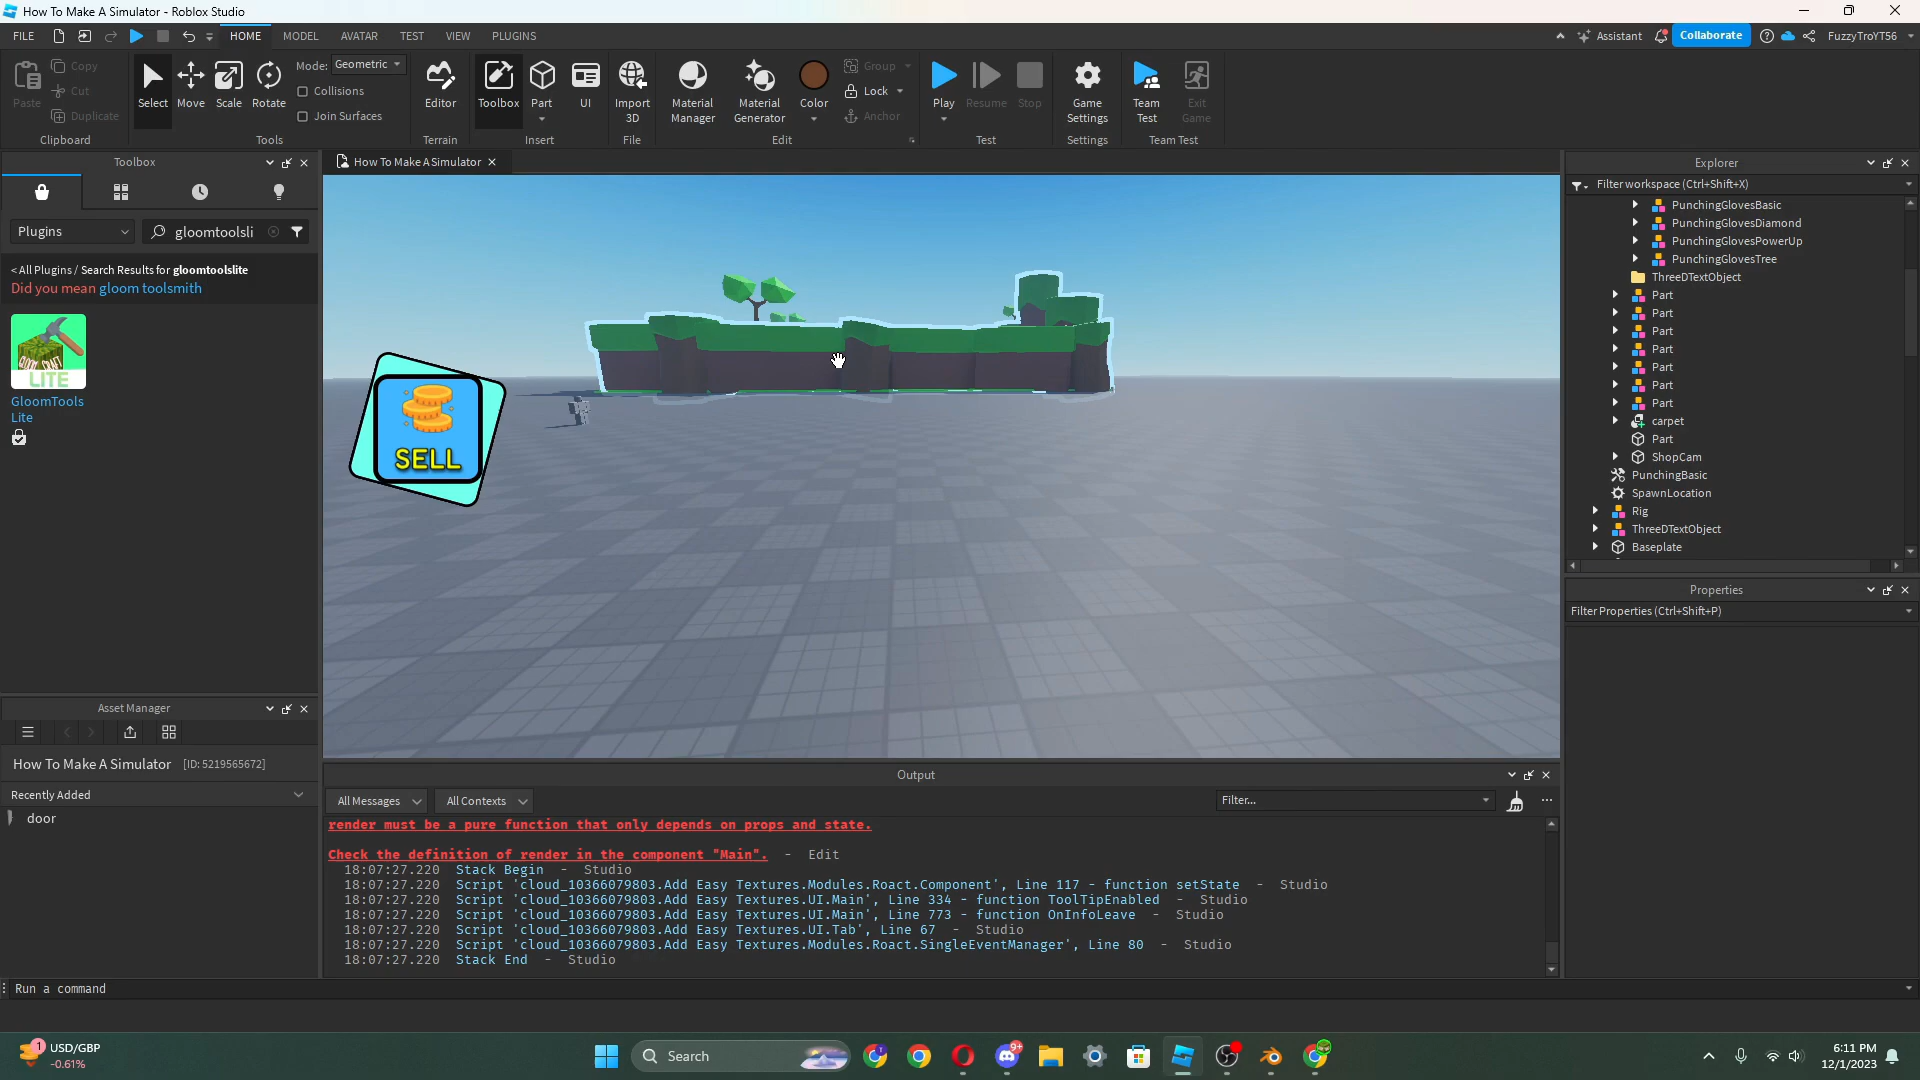 How To Make A Simulator - Roblox Studio
FILE HOME MODEL AVATAR TEST VIEW PLUGINS
Assistant Collaborate FuzzyTroYT56
Paste Copy Cut Duplicate
Clipboard
Select Move Scale Rotate
Mode: Geometric
Collisions
Join Surfaces
Tools
Editor
Terrain
Toolbox Part UI
Insert
Import 3D
File
Material Manager
Material Generator
Color
Group
Lock
Anchor
Edit
Play Resume Stop
Test
Game Settings
Settings
Team Test
Exit Game
Team Test
Toolbox
Plugins
gloomtoolsli
< All Plugins / Search Results for gloomtoolslite
Did you mean gloom toolsmith
GLOOM CRAFT
LITE
GloomTools
Lite
Asset Manager
How To Make A Simulator [ID: 5219565672]
Recently Added
door
How To Make A Simulator
SELL
Output
All Messages All Contexts Filter...
render must be a pure function that only depends on props and state.
Check the definition of render in the component "Main". - Edit
18:07:27.220 Stack Begin - Studio
18:07:27.220 Script 'cloud_10366079803.Add Easy Textures.Modules.Roact.Component', Line 117 - function setState - Studio
18:07:27.220 Script 'cloud_10366079803.Add Easy Textures.UI.Main', Line 334 - function ToolTipEnabled - Studio
18:07:27.220 Script 'cloud_10366079803.Add Easy Textures.UI.Main', Line 773 - function OnInfoLeave - Studio
18:07:27.220 Script 'cloud_10366079803.Add Easy Textures.UI.Tab', Line 67 - Studio
18:07:27.220 Script 'cloud_10366079803.Add Easy Textures.Modules.Roact.SingleEventManager', Line 80 - Studio
18:07:27.220 Stack End - Studio
Explorer
Filter workspace (Ctrl+Shift+X)
PunchingGlovesBasic
PunchingGlovesDiamond
PunchingGlovesPowerUp
PunchingGlovesTree
ThreeDTextObject
Part
Part
Part
Part
Part
Part
Part
carpet
Part
ShopCam
PunchingBasic
SpawnLocation
Rig
ThreeDTextObject
Baseplate
Properties
Filter Properties (Ctrl+Shift+P)
Run a command
1
USD/GBP
-0.61%
Search
9+
6:11 PM
12/1/2023